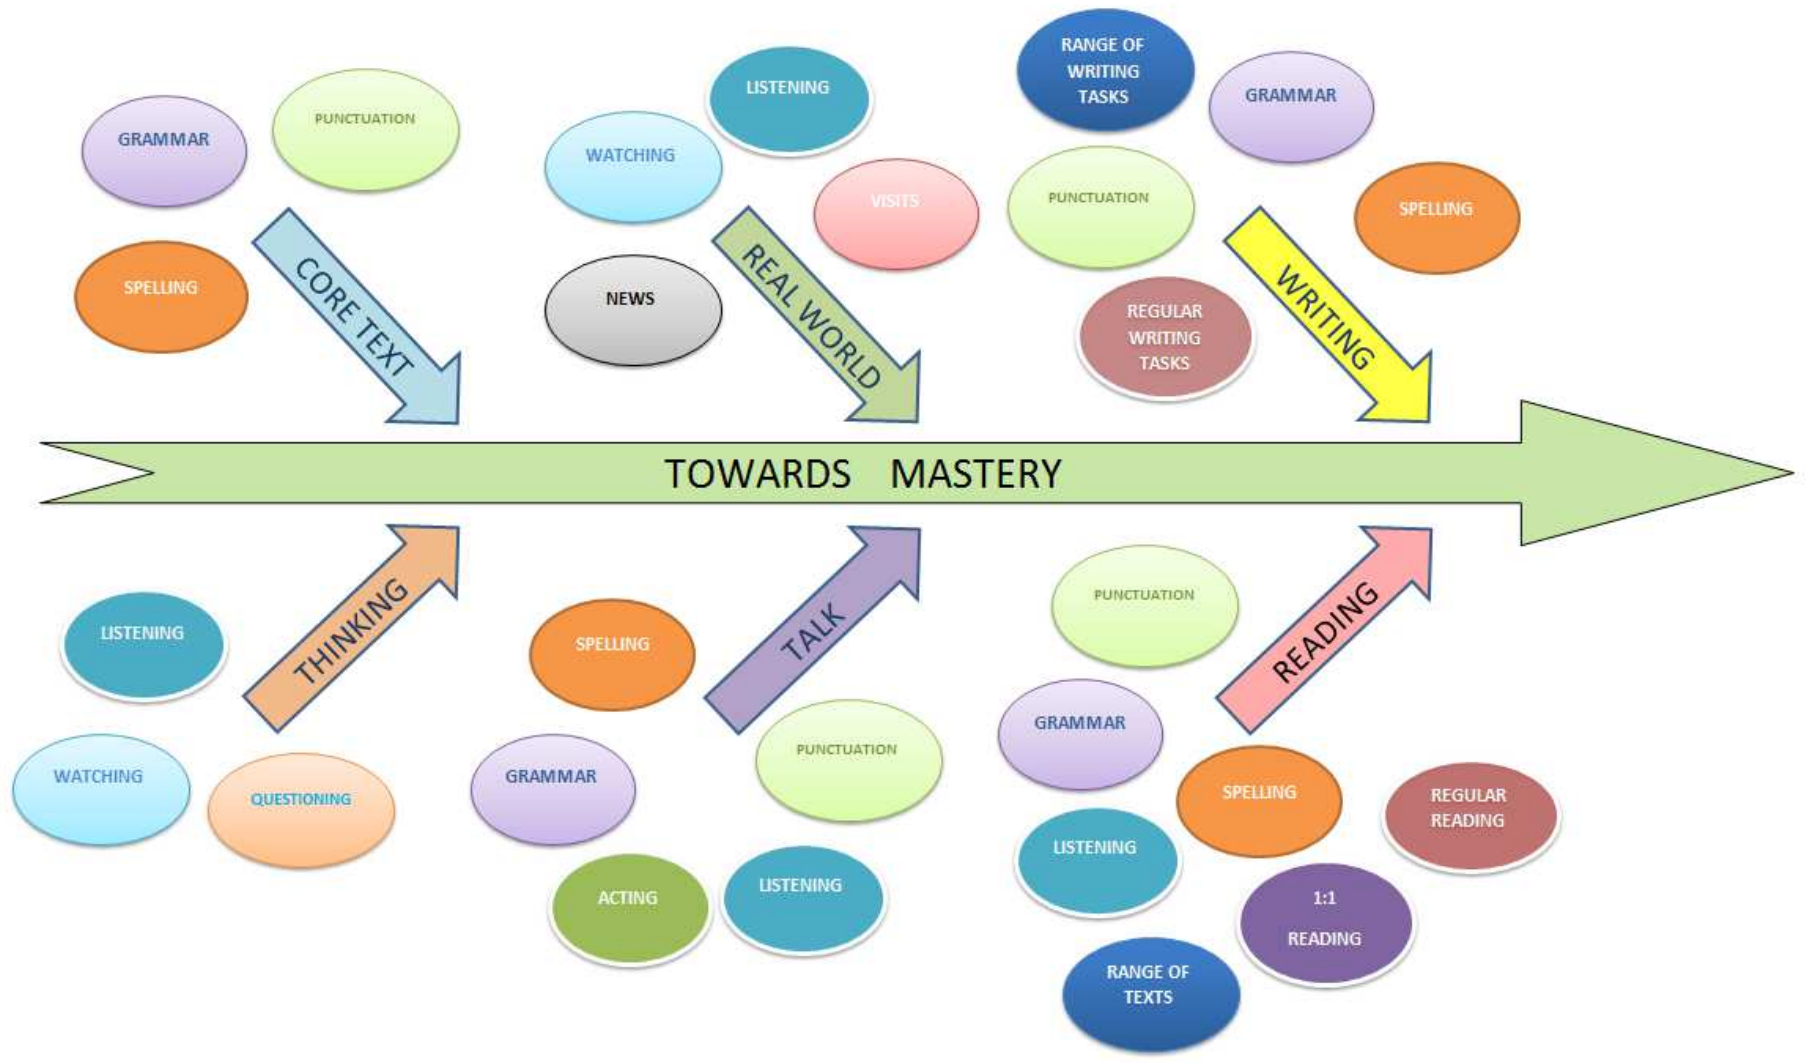 GRAMMAR
PUNCTUATION
SPELLING
CORE TEXT
LISTENING
WATCHING
VISITS
NEWS
REAL WORLD
RANGE OF
WRITING
TASKS
GRAMMAR
PUNCTUATION
SPELLING
REGULAR
WRITING
TASKS
WRITING
TOWARDS MASTERY
THINKING
LISTENING
WATCHING
QUESTIONING
TALK
SPELLING
PUNCTUATION
GRAMMAR
ACTING
LISTENING
READING
PUNCTUATION
GRAMMAR
SPELLING
REGULAR
READING
LISTENING
1:1
READING
RANGE OF
TEXTS